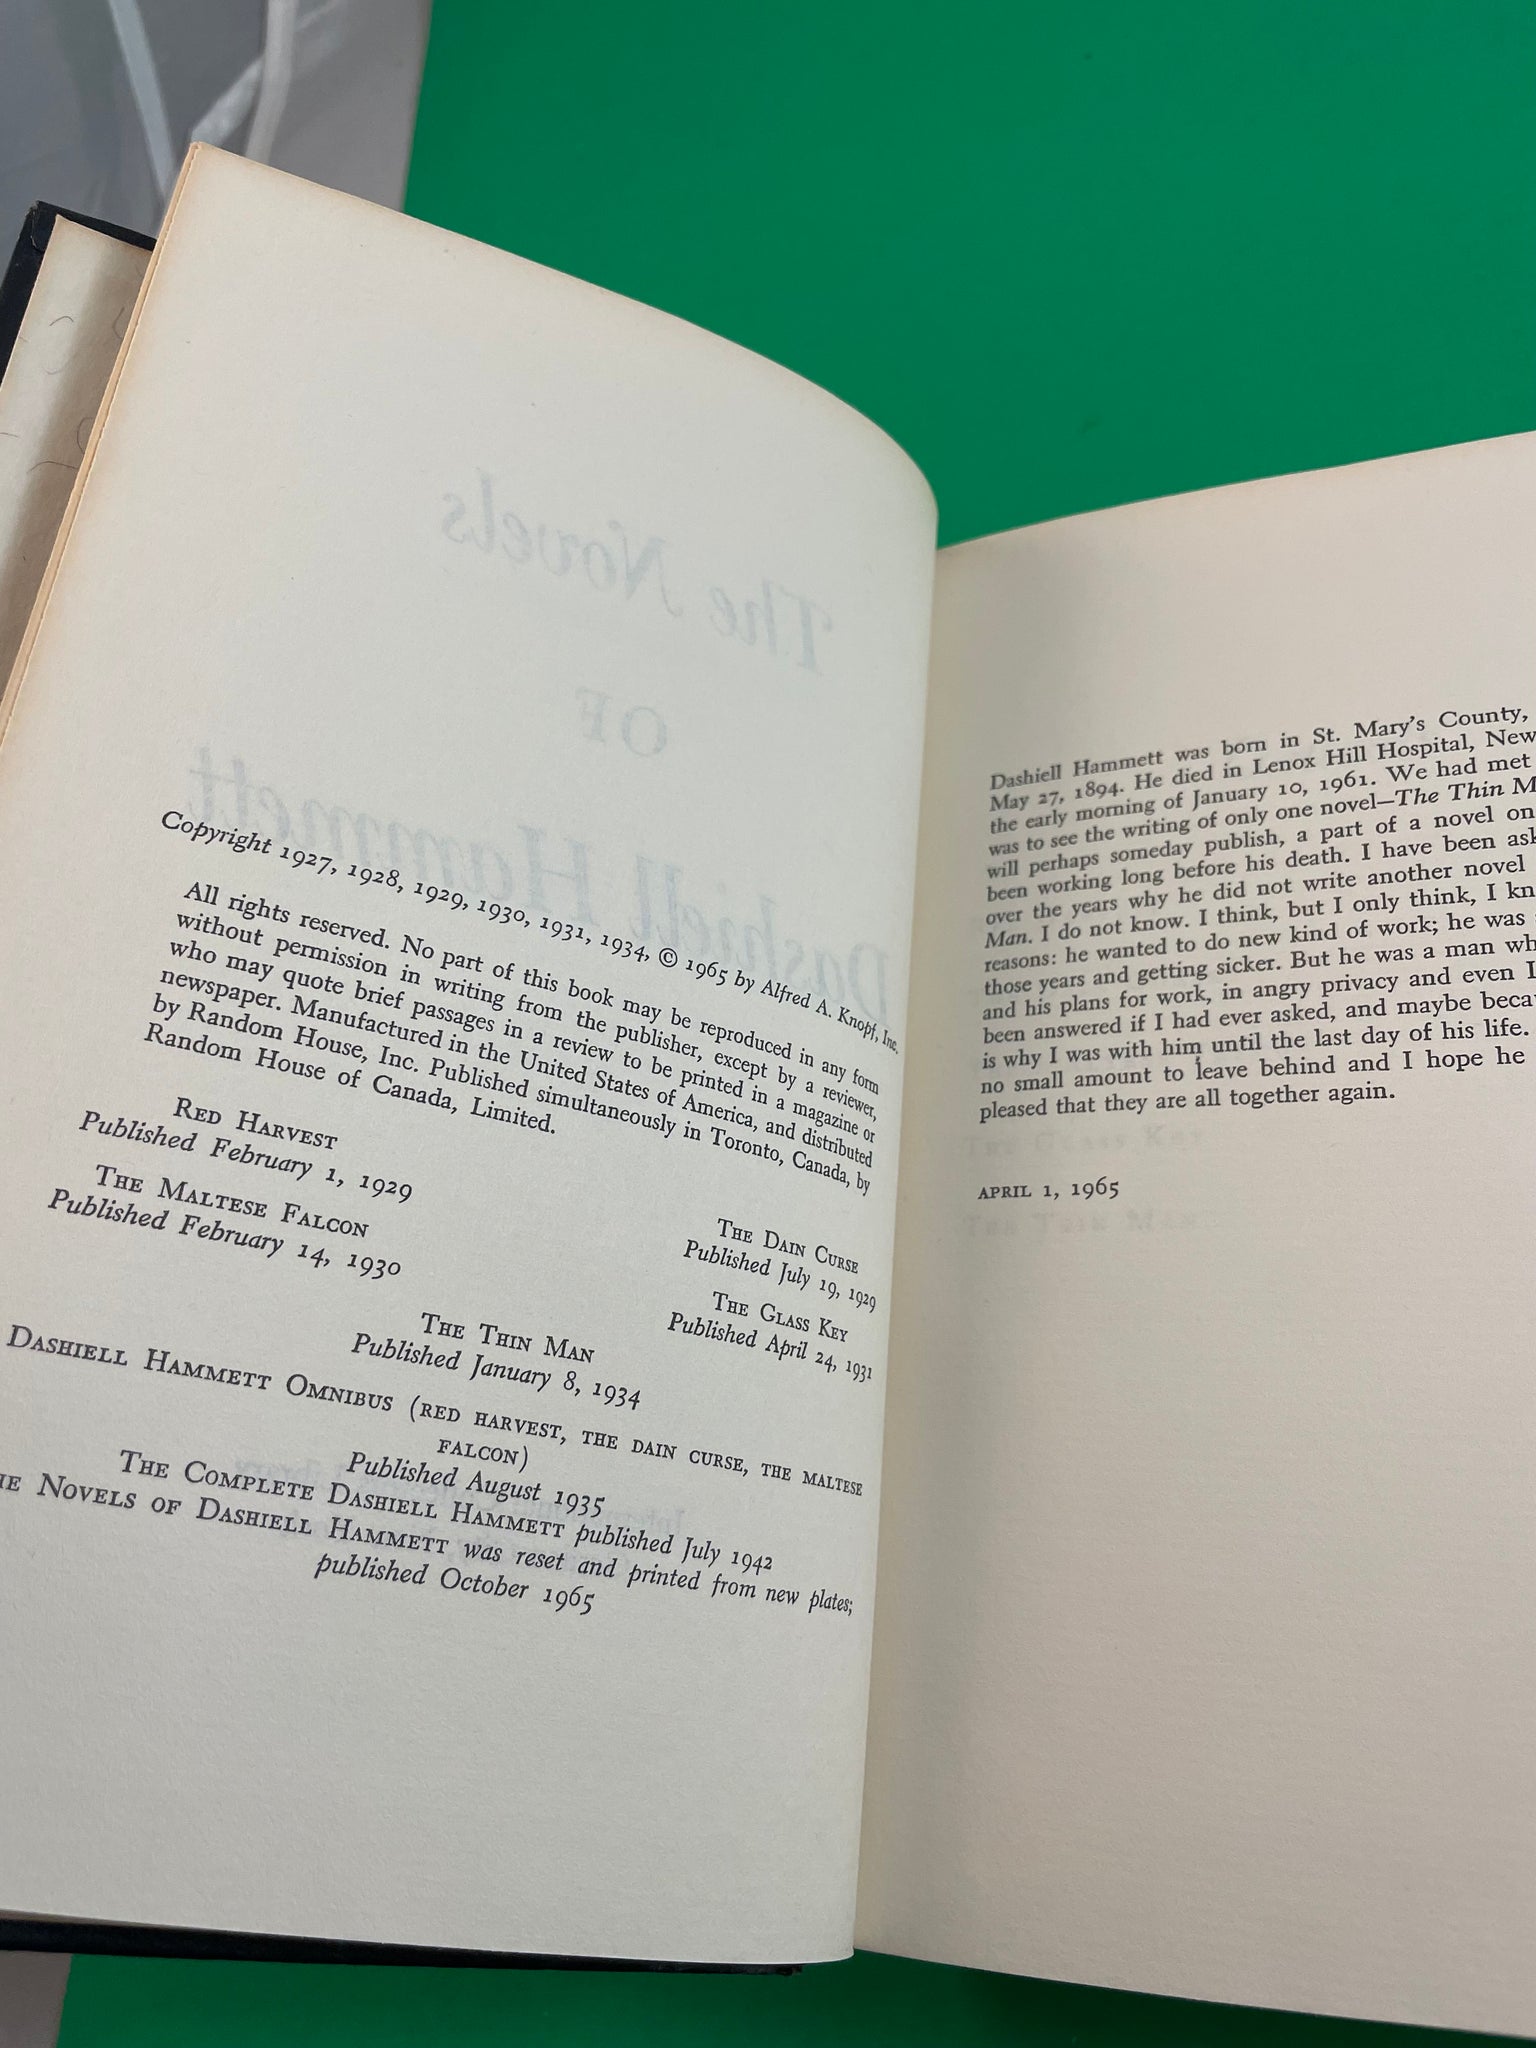 The Novels
OF
Dashiell Hammett
Copyright 1927, 1928, 1929, 1930, 1931, 1934, © 1965 by Alfred A. Knopf, Inc.
All rights reserved. No part of this book may be reproduced in any form
without permission in writing from the publisher, except by a reviewer,
who may quote brief passages in a review to be printed in a magazine or
newspaper. Manufactured in the United States of America, and distributed
by Random House, Inc. Published simultaneously in Toronto, Canada, by
Random House of Canada, Limited.
RED HARVEST
Published February 1, 1929
THE MALTESE FALCON
Published February 14, 1930
THE DAIN CURSE
Published July 19, 1929
THE GLASS KEY
Published April 24, 1931
THE THIN MAN
Published January 8, 1934
DASHIELL HAMMETT OMNIBUS (RED HARVEST, THE DAIN CURSE, THE MALTESE
FALCON)
Published August 1935
THE COMPLETE DASHIELL HAMMETT published July 1942
HE NOVELS OF DASHIELL HAMMETT was reset and printed from new plates;
published October 1965
Dashiell Hammett was born in St. Mary's County,
May 27, 1894. He died in Lenox Hill Hospital, New
the early morning of January 10, 1961. We had met
was to see the writing of only one novel—The Thin M
will perhaps someday publish, a part of a novel on
been working long before his death. I have been ask
over the years why he did not write another novel
Man. I do not know. I think, but I only think, I kn
reasons: he wanted to do new kind of work; he was
those years and getting sicker. But he was a man wh
and his plans for work, in angry privacy and even I
been answered if I had ever asked, and maybe beca
is why I was with him until the last day of his life.
no small amount to leave behind and I hope he
pleased that they are all together again.
APRIL 1, 1965
THE GLASS KEY
THE THIN MAN